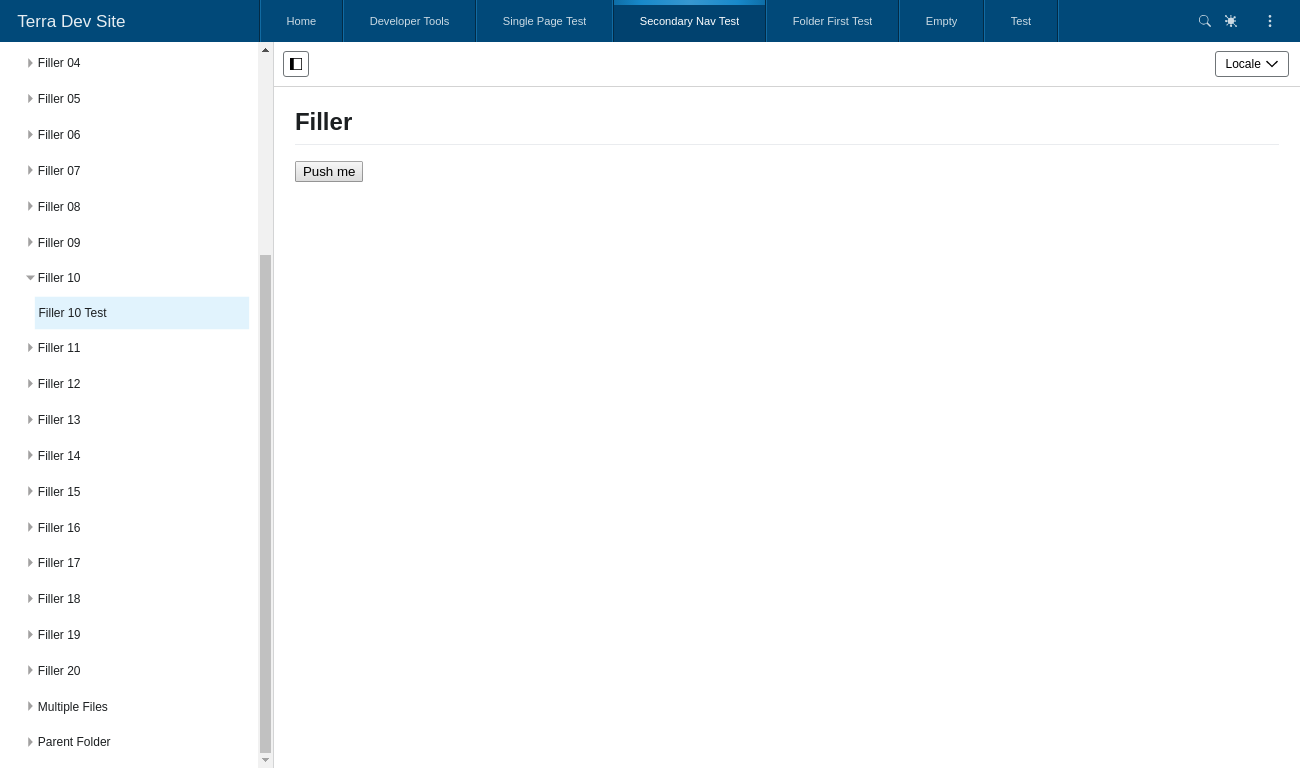 Terra Dev Site
Home
Developer Tools
Single Page Test
Secondary Nav Test
Folder First Test
Empty
Test
Filler 04
Filler 05
Filler 06
Filler 07
Filler 08
Filler 09
Filler 10
Filler 10 Test
Filler 11
Filler 12
Filler 13
Filler 14
Filler 15
Filler 16
Filler 17
Filler 18
Filler 19
Filler 20
Multiple Files
Parent Folder
Locale
Filler
Push me